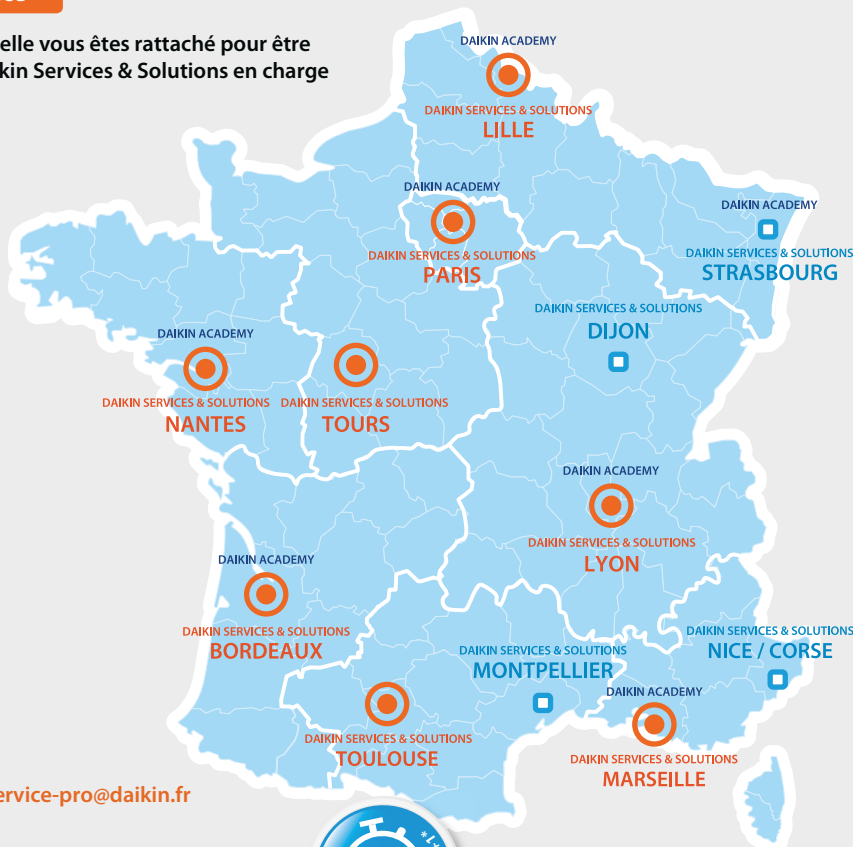 elle vous êtes rattaché pour être
kin Services & Solutions en charge
DAIKIN ACADEMY
DAIKIN SERVICES & SOLUTIONS
LILLE
DAIKIN ACADEMY
DAIKIN SERVICES & SOLUTIONS
PARIS
DAIKIN ACADEMY
DAIKIN SERVICES & SOLUTIONS
STRASBOURG
DAIKIN SERVICES & SOLUTIONS
DIJON
DAIKIN ACADEMY
DAIKIN SERVICES & SOLUTIONS
NANTES
DAIKIN SERVICES & SOLUTIONS
TOURS
DAIKIN ACADEMY
DAIKIN SERVICES & SOLUTIONS
LYON
DAIKIN ACADEMY
DAIKIN SERVICES & SOLUTIONS
BORDEAUX
DAIKIN SERVICES & SOLUTIONS
MONTPELLIER
DAIKIN SERVICES & SOLUTIONS
NICE / CORSE
DAIKIN ACADEMY
DAIKIN SERVICES & SOLUTIONS
MARSEILLE
DAIKIN SERVICES & SOLUTIONS
TOULOUSE
ervice-pro@daikin.fr